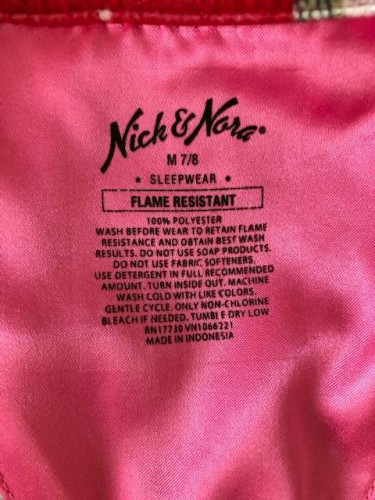 Nick & Nora®
M 7/8
★ SLEEPWEAR ★
FLAME RESISTANT
100% POLYESTER
WASH BEFORE WEAR TO RETAIN FLAME
RESISTANCE AND OBTAIN BEST WASH
RESULTS. DO NOT USE SOAP PRODUCTS.
DO NOT USE FABRIC SOFTENERS.
USE DETERGENT IN FULL RECOMMENDED
AMOUNT. TURN INSIDE OUT. MACHINE
WASH COLD WITH LIKE COLORS.
GENTLE CYCLE. ONLY NON-CHLORINE
BLEACH IF NEEDED. TUMBLE DRY LOW
RN17730 VN1066221
MADE IN INDONESIA